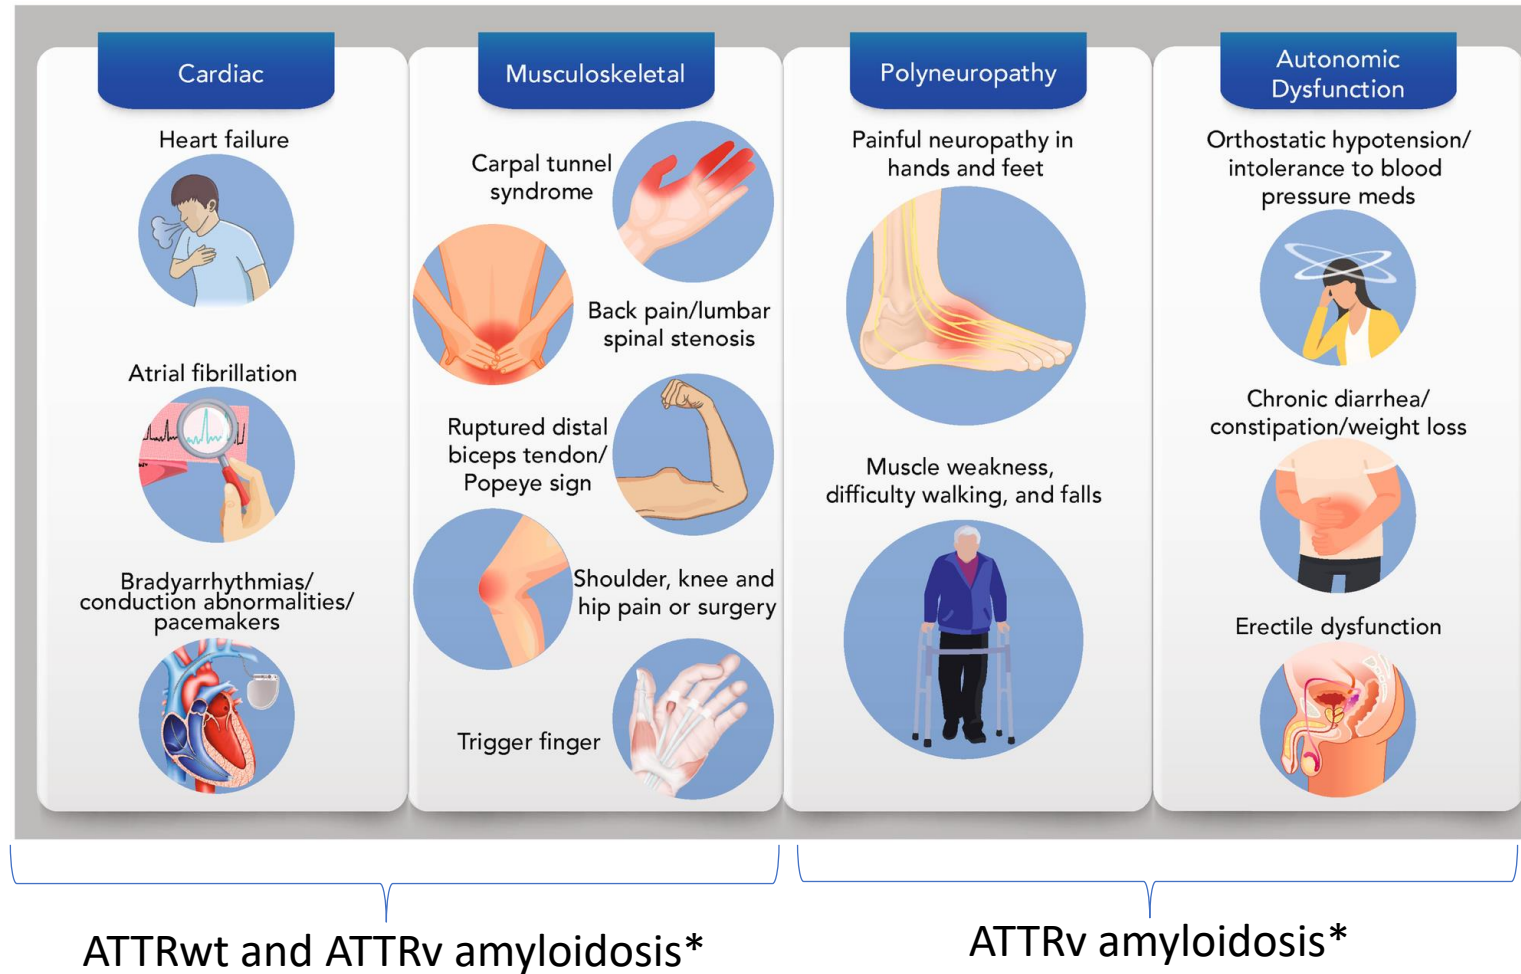 Cardiac
Heart failure
Atrial fibrillation
Bradyarrhythmias/
conduction abnormalities/
pacemakers
Musculoskeletal
Carpal tunnel
syndrome
Back pain/lumbar
spinal stenosis
Ruptured distal
biceps tendon/
Popeye sign
Shoulder, knee and
hip pain or surgery
Trigger finger
Polyneuropathy
Painful neuropathy in
hands and feet
Muscle weakness,
difficulty walking, and falls
Autonomic
Dysfunction
Orthostatic hypotension/
intolerance to blood
pressure meds
Chronic diarrhea/
constipation/weight loss
Erectile dysfunction
ATTRwt and ATTRv amyloidosis*
ATTRv amyloidosis*